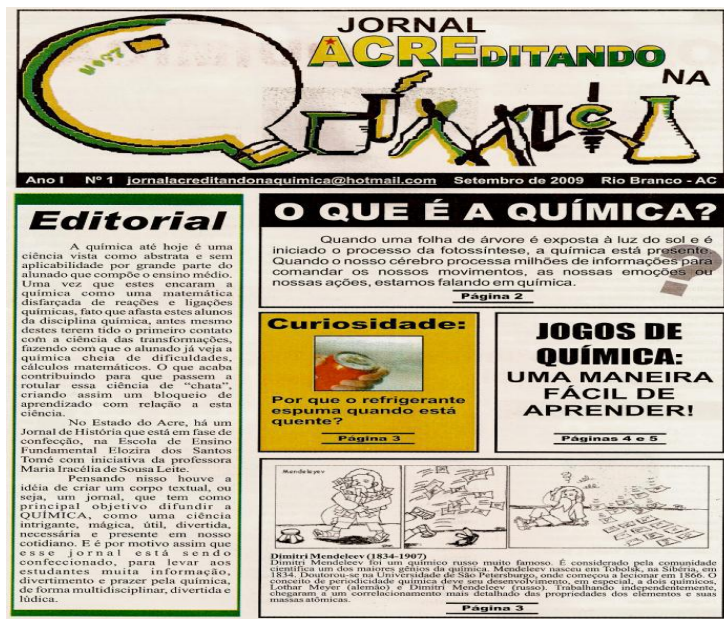 JORNAL
ACREDITANDO
NA
QUÍMICA
Ano I Nº 1 jornalacreditandonaquimica@hotmail.com Setembro de 2009 Rio Branco - AC
Editorial
A química até hoje é uma
ciência vista como abstrata e sem
aplicabilidade por grande parte do
alunado que compõe o ensino médio.
Uma vez que estes encaram a
química como uma matemática
disfarçada de reações e ligações
químicas, fato que afasta estes alunos
da disciplina química, antes mesmo
destes terem tido o primeiro contato
com a ciência das transformações,
fazendo com que o alunado já veja a
química cheia de dificuldades,
cálculos matemáticos. O que acaba
contribuindo para que passem a
rotular essa ciência de “chata”,
criando assim um bloqueio de
aprendizado com relação a esta
ciência.
No Estado do Acre, há um
Jornal de História que está em fase de
confecção, na Escola de Ensino
Fundamental Elozira dos Santos
Tomé com iniciativa da professora
Maria Iracélia de Sousa Leite.
Pensando nisso houve a
idéia de criar um corpo textual, ou
seja, um jornal, que tem como
principal objetivo difundir a
QUÍMICA, como uma ciência
intrigante, mágica, útil, divertida,
necessária e presente em nosso
cotidiano. E é por motivo assim que
esse jornal está sendo
confeccionado, para levar aos
estudantes muita informação,
divertimento e prazer pela química,
de forma multidisciplinar, divertida e
lúdica.
O QUE É A QUÍMICA?
Quando uma folha de árvore é exposta à luz do sol e é
iniciado o processo da fotossíntese, a química está presente.
Quando o nosso cérebro processa milhões de informações para
comandar os nossos movimentos, as nossas emoções ou
nossas ações, estamos falando em química.
?
Página 2
Curiosidade:
Por que o refrigerante
espuma quando está
quente?
Página 3
JOGOS DE
QUÍMICA:
UMA MANEIRA
FÁCIL DE
APRENDER!
Páginas 4 e 5
Mendeleyev
Dimitri Mendeleev (1834-1907)
Dimitri Mendeleev foi um químico russo muito famoso. É considerado pela comunidade
científica um dos maiores gênios da química. Mendeleev nasceu em Tobolsk, na Sibéria, em
1834. Doutorou-se na Universidade de São Petersburgo, onde começou a lecionar em 1866. O
conceito de periodicidade química deve seu desenvolvimento, em especial, a dois químicos,
Lothar Meyer (alemão) e Dimitri Mendeleev (russo). Trabalhando independentemente,
chegaram a um correlacionamento mais detalhado das propriedades dos elementos e suas
massas atômicas.
Página 3